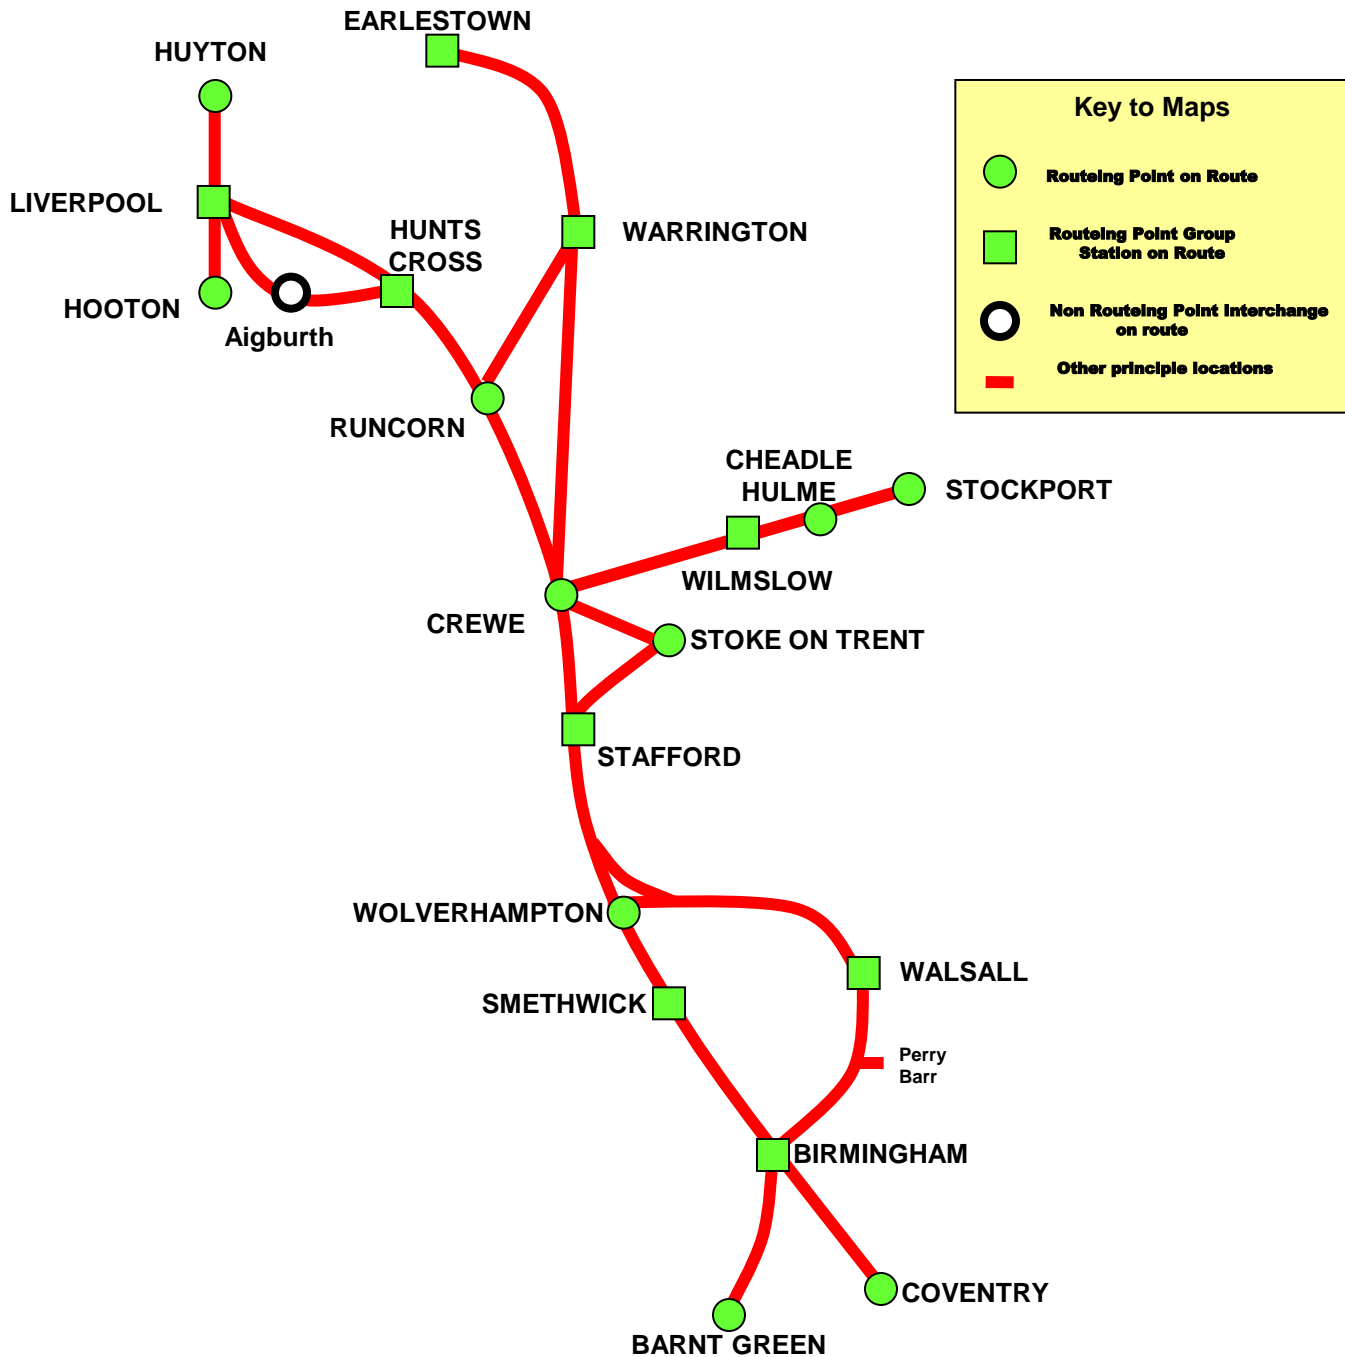 EARLESTOWN
HUYTON
Key to Maps
Routeing Point on Route
LIVERPOOL
HUNTS
CROSS
WARRINGTON
Routeing Point Group
Station on Route
HOOTON
Aigburth
Non Routeing Point Interchange
on route
Other principle locations
RUNCORN
CHEADLE
HULME
STOCKPORT
WILMSLOW
CREWE
STOKE ON TRENT
STAFFORD
WOLVERHAMPTON
WALSALL
SMETHWICK
Perry
Barr
BIRMINGHAM
COVENTRY
BARNT GREEN